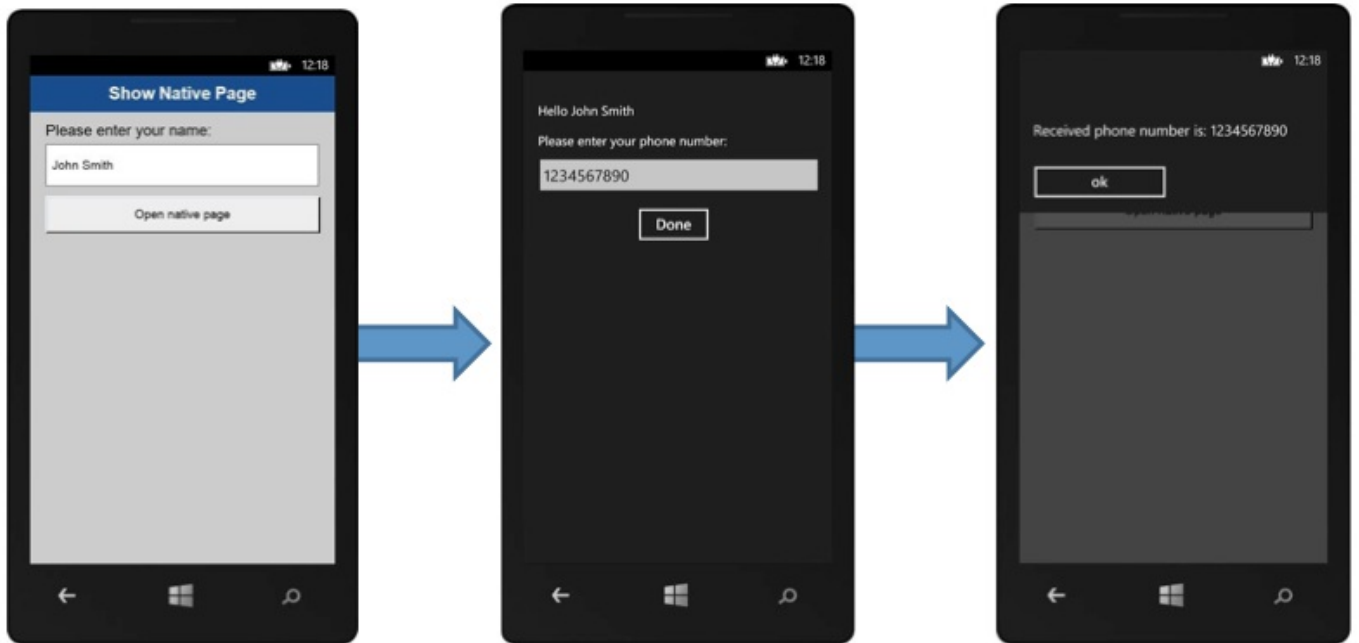 12:18
Show Native Page
Please enter your name:
John Smith
Open native page
12:18
Hello John Smith
Please enter your phone number:
1234567890
Done
12:18
Received phone number is: 1234567890
ok